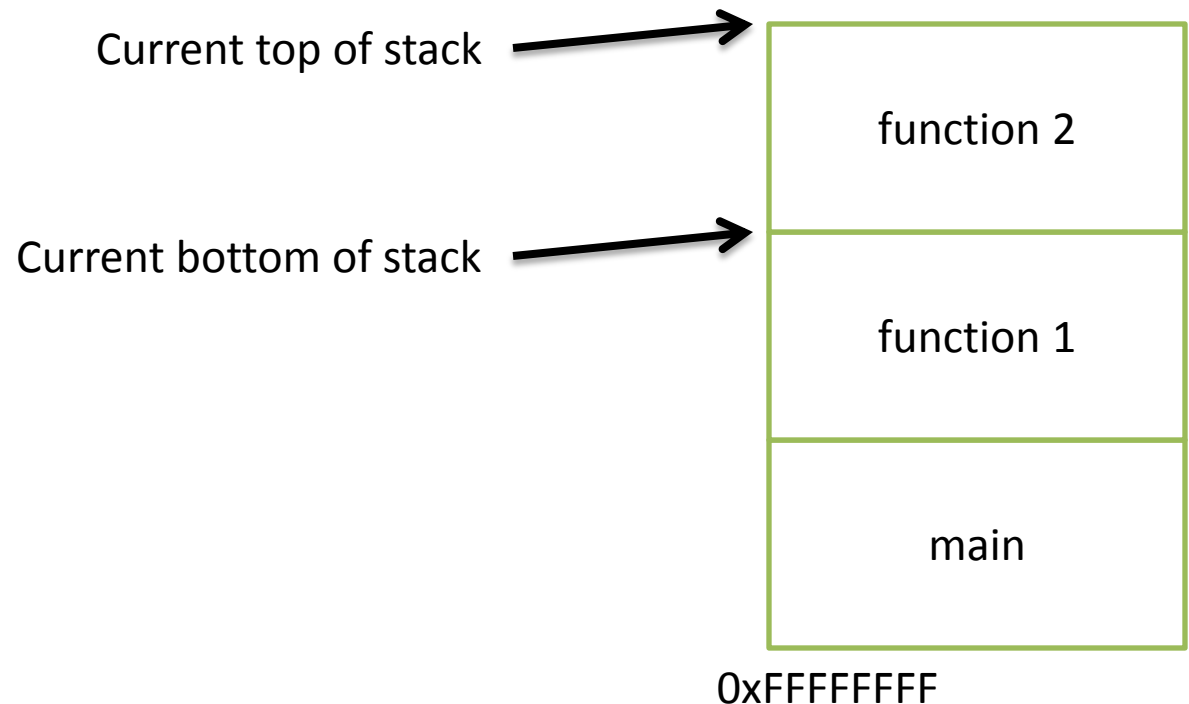 Current top of stack
function 2
Current bottom of stack
function 1
main
0xFFFFFFFF